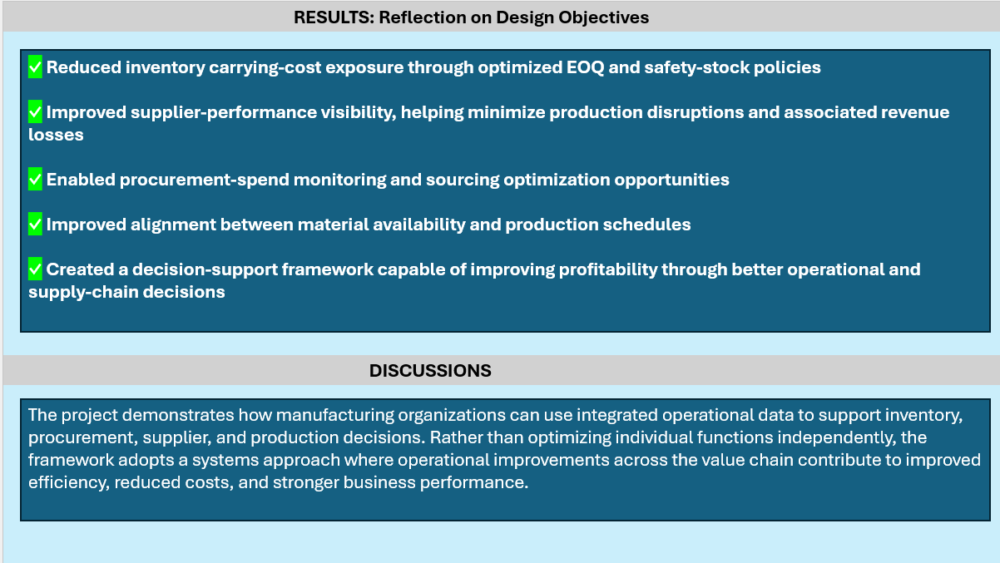 RESULTS: Reflection on Design Objectives
✅ Reduced inventory carrying-cost exposure through optimized EOQ and safety-stock policies
✅ Improved supplier-performance visibility, helping minimize production disruptions and associated revenue
losses
✅ Enabled procurement-spend monitoring and sourcing optimization opportunities
✅ Improved alignment between material availability and production schedules
✅ Created a decision-support framework capable of improving profitability through better operational and
supply-chain decisions
DISCUSSIONS
The project demonstrates how manufacturing organizations can use integrated operational data to support inventory,
procurement, supplier, and production decisions. Rather than optimizing individual functions independently, the
framework adopts a systems approach where operational improvements across the value chain contribute to improved
efficiency, reduced costs, and stronger business performance.